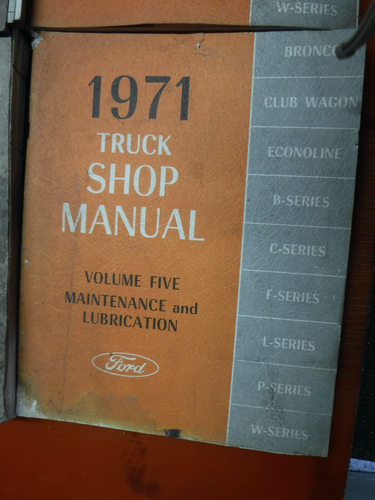 W-SERIES
1971
TRUCK
SHOP
MANUAL
VOLUME FIVE
MAINTENANCE and
LUBRICATION
Ford
BRONCO
CLUB WAGON
ECONOLINE
B-SERIES
C-SERIES
F-SERIES
L-SERIES
P-SERIES
W-SERIES